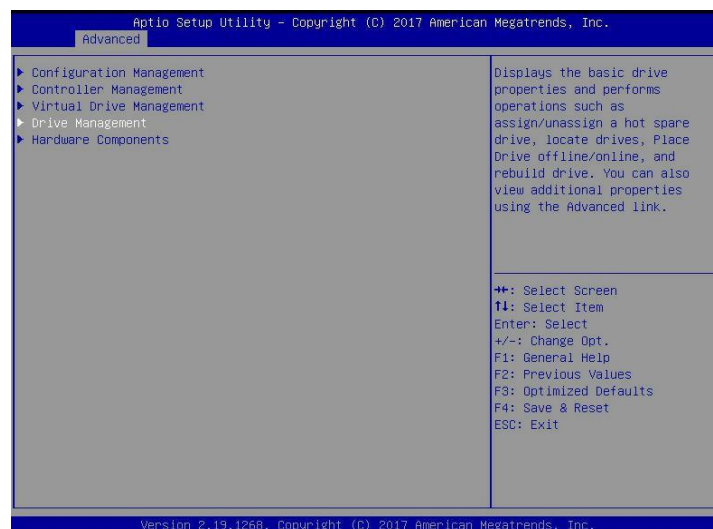 Aptio Setup Utility – Copyright (C) 2017 American Megatrends, Inc.
Advanced
Configuration Management
Controller Management
Virtual Drive Management
Drive Management
Hardware Components
Displays the basic drive
properties and performs
operations such as
assign/unassign a hot spare
drive, locate drives, Place
Drive offline/online, and
rebuild drive. You can also
view additional properties
using the Advanced link.
→←: Select Screen
↑↓: Select Item
Enter: Select
+/-: Change Opt.
F1: General Help
F2: Previous Values
F3: Optimized Defaults
F4: Save & Reset
ESC: Exit
Version 2.19.1268. Copyright (C) 2017 American Megatrends, Inc.